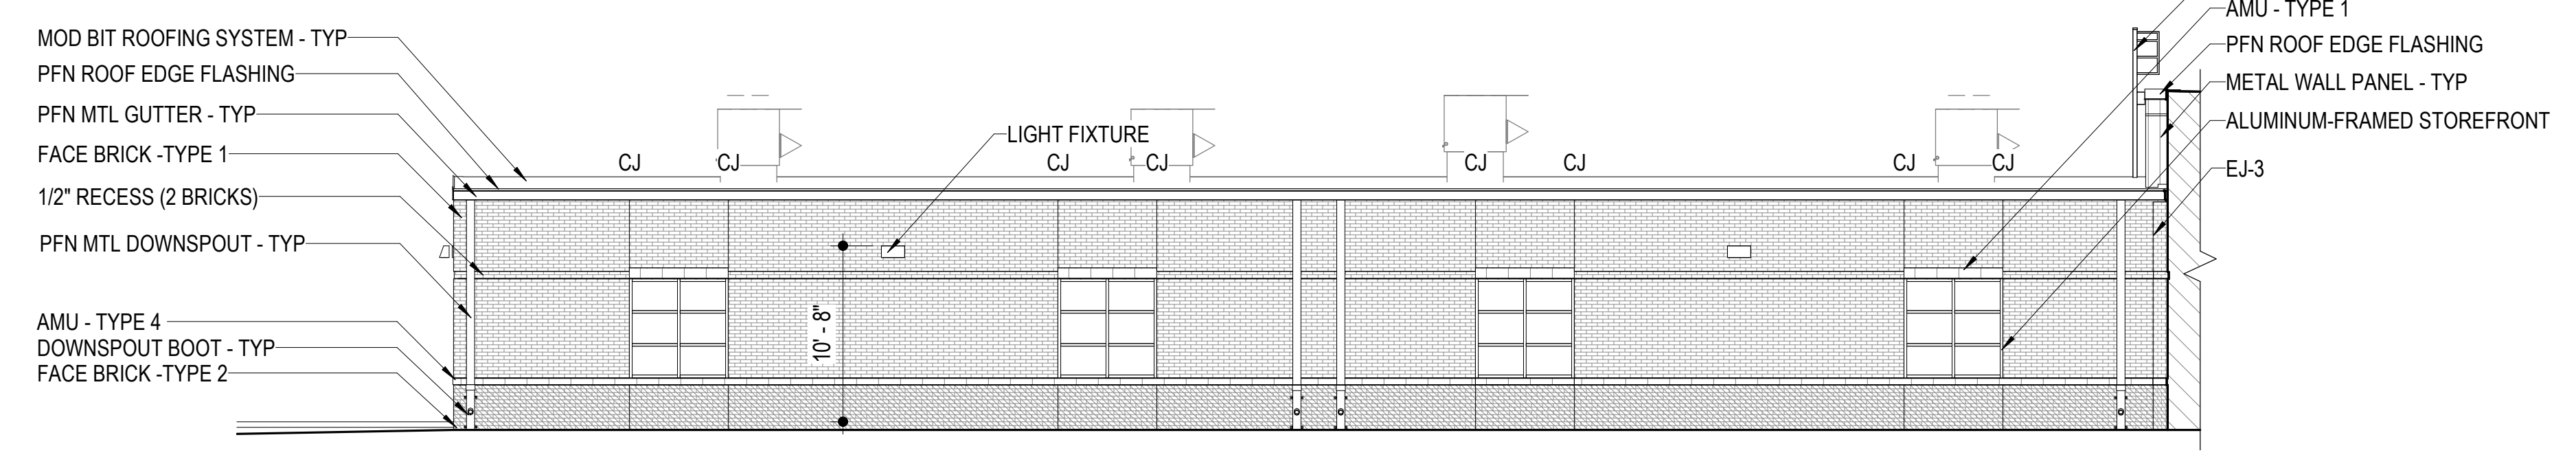 MOD BIT ROOFING SYSTEM - TYP
PFN ROOF EDGE FLASHING
PFN MTL GUTTER - TYP
FACE BRICK -TYPE 1
1/2" RECESS (2 BRICKS)
PFN MTL DOWNSPOUT - TYP
AMU - TYPE 4
DOWNSPOUT BOOT - TYP
FACE BRICK -TYPE 2
LIGHT FIXTURE
CJ CJ CJ CJ CJ CJ CJ CJ
10' - 8"
AMU - TYPE 1
PFN ROOF EDGE FLASHING
METAL WALL PANEL - TYP
ALUMINUM-FRAMED STOREFRONT
EJ-3